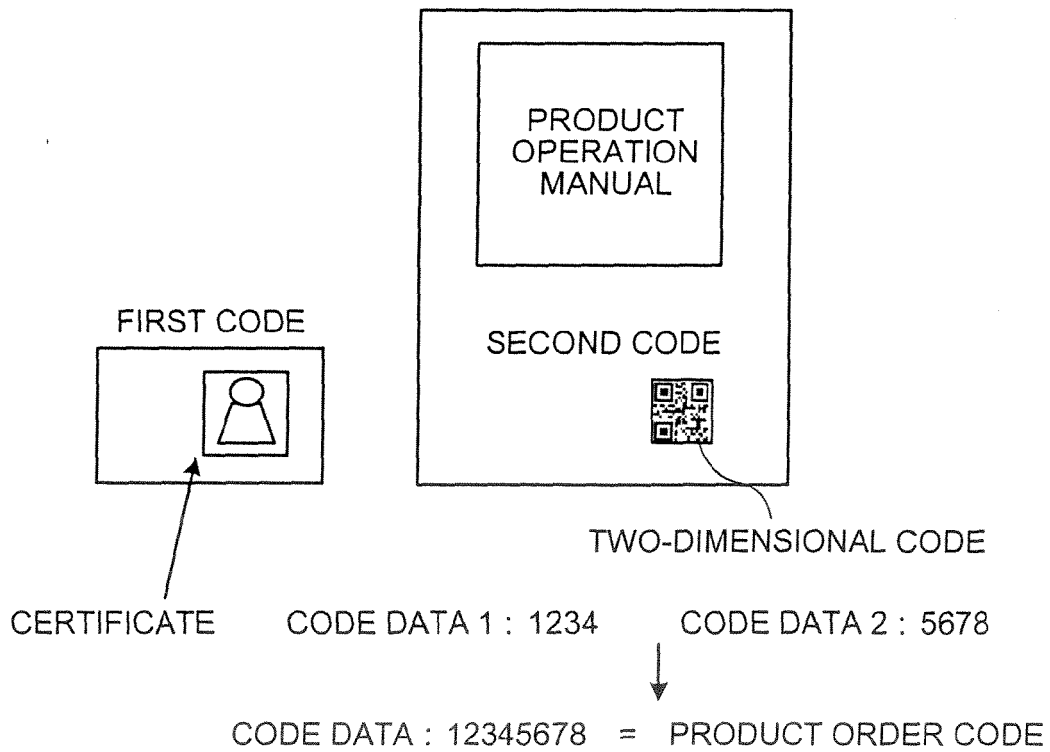 PRODUCT
OPERATION
MANUAL
FIRST CODE
SECOND CODE
TWO-DIMENSIONAL CODE
CERTIFICATE
CODE DATA 1 : 1234
CODE DATA 2 : 5678
CODE DATA : 12345678 = PRODUCT ORDER CODE